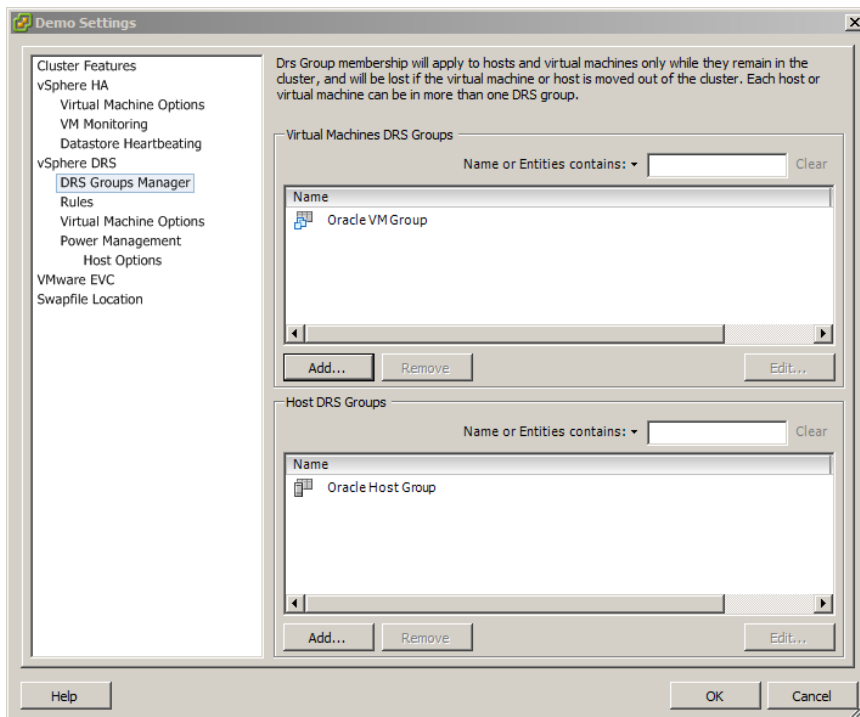 Demo Settings
Cluster Features
vSphere HA
Virtual Machine Options
VM Monitoring
Datastore Heartbeating
vSphere DRS
DRS Groups Manager
Rules
Virtual Machine Options
Power Management
Host Options
VMware EVC
Swapfile Location
Drs Group membership will apply to hosts and virtual machines only while they remain in the
cluster, and will be lost if the virtual machine or host is moved out of the cluster. Each host or
virtual machine can be in more than one DRS group.
Virtual Machines DRS Groups
Name or Entities contains: Clear
Name
Oracle VM Group
Add... Remove Edit...
Host DRS Groups
Name or Entities contains: Clear
Name
Oracle Host Group
Add... Remove Edit...
Help OK Cancel